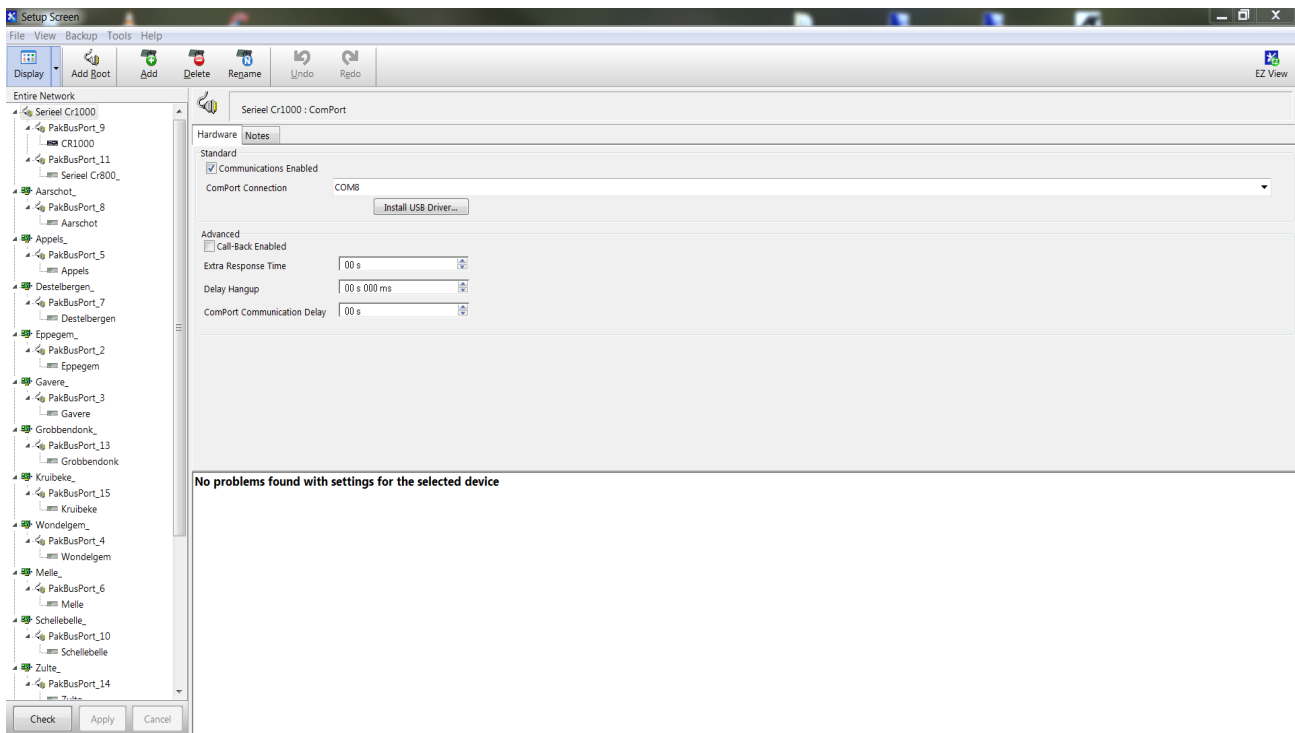 Setup Screen
File View Backup Tools Help
Display Add Root Add Delete Rename Undo Redo EZ View
Entire Network
Serieel Cr1000
PakBusPort_9
CR1000
PakBusPort_11
Serieel Cr800_
Aarschot_
PakBusPort_8
Aarschot
Appels_
PakBusPort_5
Appels
Destelbergen_
PakBusPort_7
Destelbergen
Eppegem_
PakBusPort_2
Eppegem
Gavere_
PakBusPort_3
Gavere
Grobbendonk_
PakBusPort_13
Grobbendonk
Kruibeke_
PakBusPort_15
Kruibeke
Wondelgem_
PakBusPort_4
Wondelgem
Melle_
PakBusPort_6
Melle
Schellebelle_
PakBusPort_10
Schellebelle
Zulte_
PakBusPort_14
Zulte
Check Apply Cancel
Serieel Cr1000 : ComPort
Hardware Notes
Standard
Communications Enabled
ComPort Connection COM8
Install USB Driver...
Advanced
Call-Back Enabled
Extra Response Time 00 s
Delay Hangup 00 s 000 ms
ComPort Communication Delay 00 s
No problems found with settings for the selected device